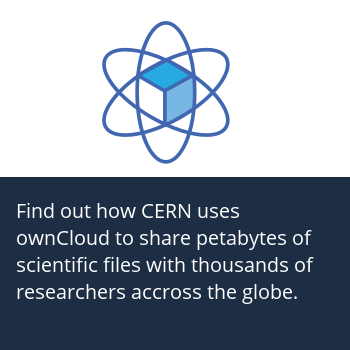 Find out how CERN uses
ownCloud to share petabytes of
scientific files with thousands of
researchers accross the globe.